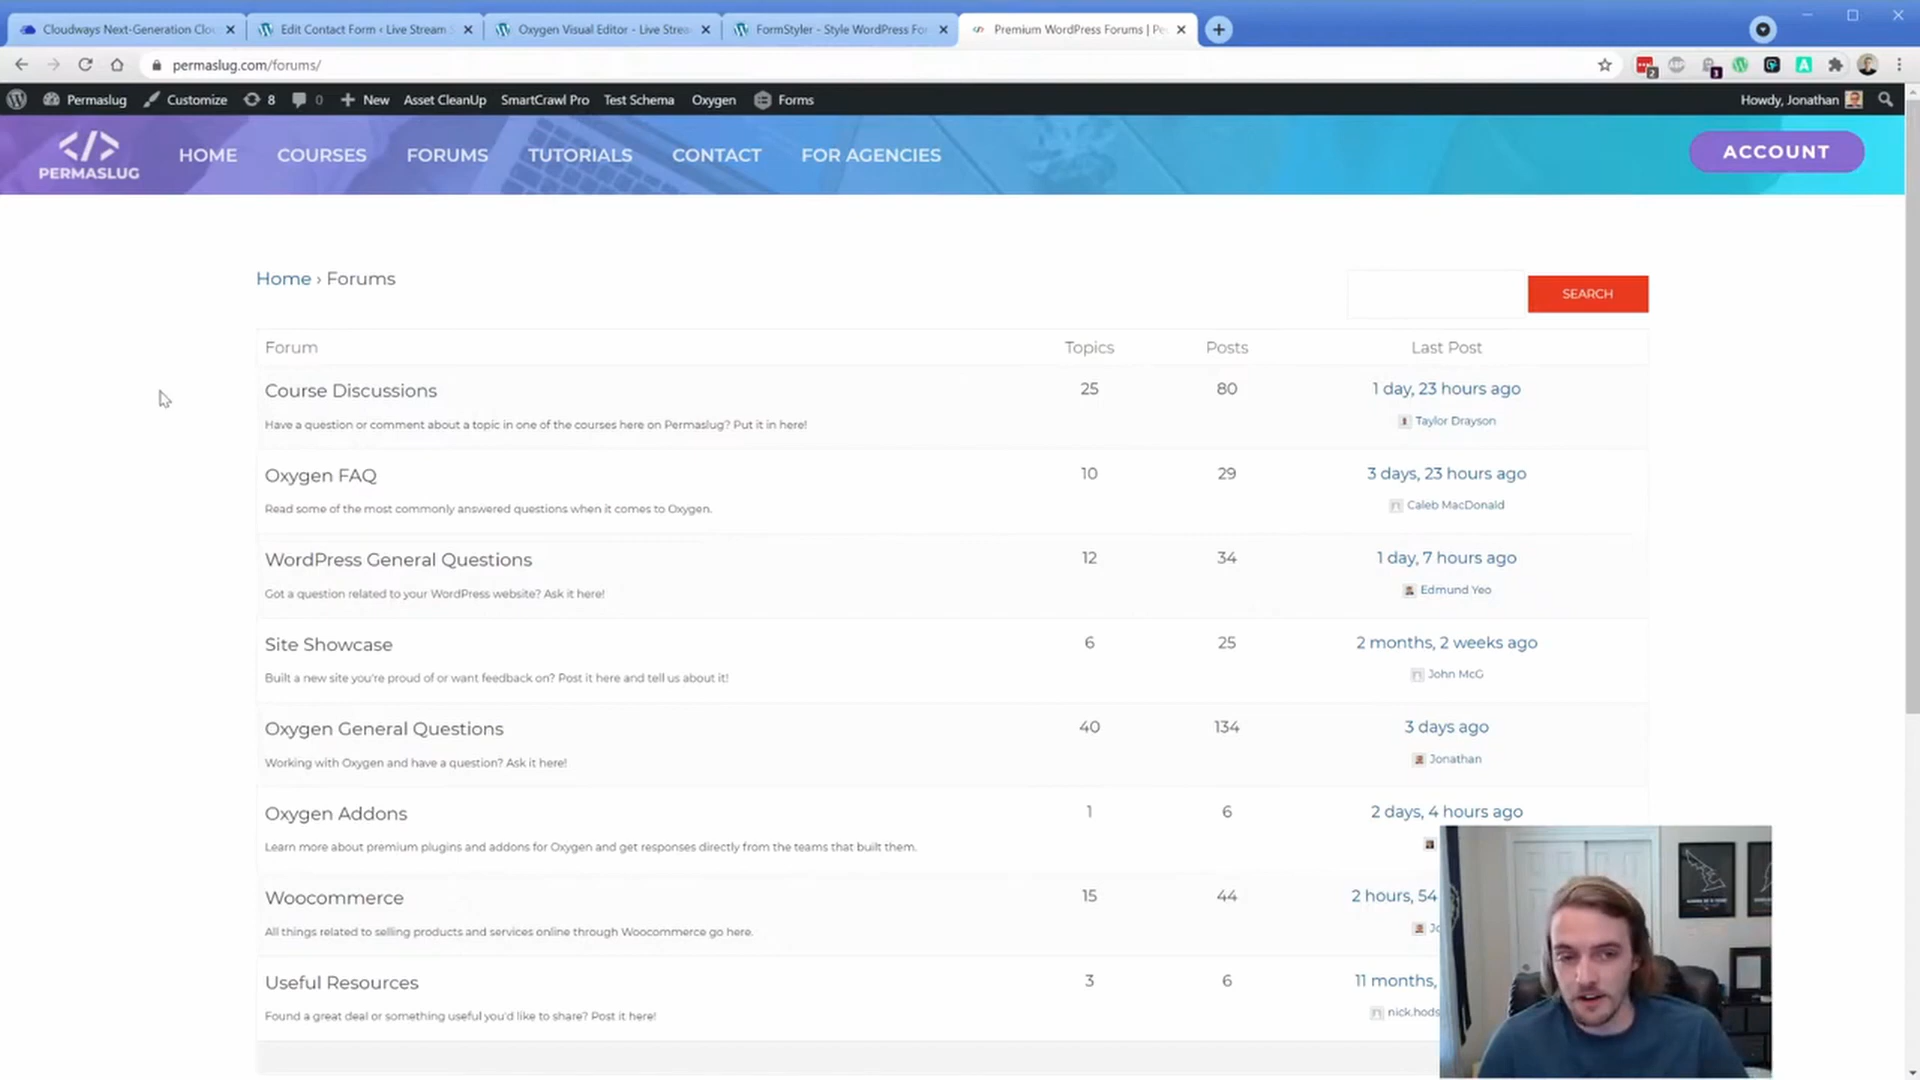 Cloudways Next-Generation Clo
Edit Contact Form ‹ Live Stream S
Oxygen Visual Editor - Live Strea
FormStyler - Style WordPress Fo
Premium WordPress Forums | Pe
permaslug.com/forums/
Permaslug
Customize
8
0
New
Asset CleanUp
SmartCrawl Pro
Test Schema
Oxygen
Forms
Howdy, Jonathan
PERMASLUG
HOME
COURSES
FORUMS
TUTORIALS
CONTACT
FOR AGENCIES
ACCOUNT
Home › Forums
SEARCH
Forum Topics Posts Last Post
Course Discussions 25 80 1 day, 23 hours ago
Have a question or comment about a topic in one of the courses here on Permaslug? Put it in here! Taylor Drayson
Oxygen FAQ 10 29 3 days, 23 hours ago
Read some of the most commonly answered questions when it comes to Oxygen. Caleb MacDonald
WordPress General Questions 12 34 1 day, 7 hours ago
Got a question related to your WordPress website? Ask it here! Edmund Yeo
Site Showcase 6 25 2 months, 2 weeks ago
Built a new site you're proud of or want feedback on? Post it here and tell us about it! John McG
Oxygen General Questions 40 134 3 days ago
Working with Oxygen and have a question? Ask it here! Jonathan
Oxygen Addons 1 6 2 days, 4 hours ago
Learn more about premium plugins and addons for Oxygen and get responses directly from the teams that built them.
Woocommerce 15 44 2 hours, 54
All things related to selling products and services online through Woocommerce go here. Jo
Useful Resources 3 6 11 months,
Found a great deal or something useful you'd like to share? Post it here! nick.hods